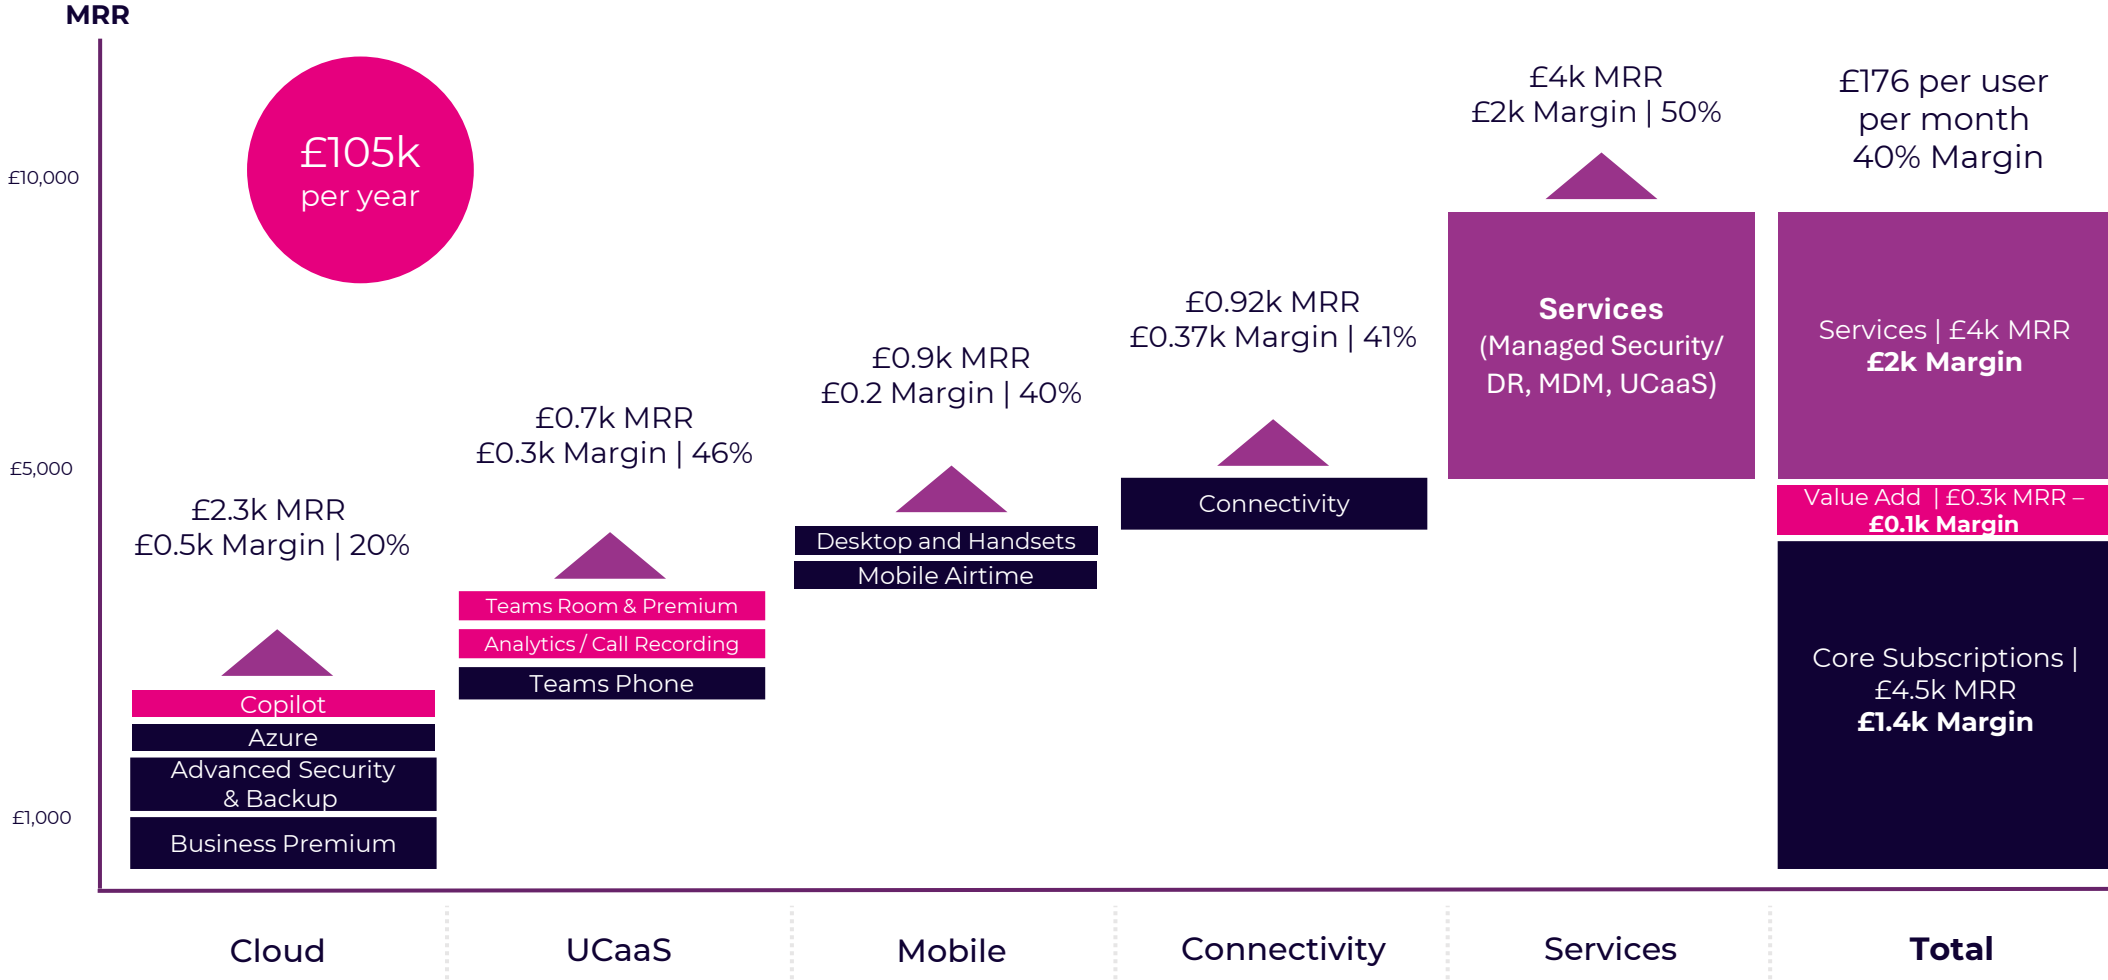 MRR
£10,000
£5,000
£1,000
£105k
per year
£2.3k MRR
£0.5k Margin | 20%
Copilot
Azure
Advanced Security
& Backup
Business Premium
£0.7k MRR
£0.3k Margin | 46%
Teams Room & Premium
Analytics / Call Recording
Teams Phone
£0.9k MRR
£0.2 Margin | 40%
Desktop and Handsets
Mobile Airtime
£0.92k MRR
£0.37k Margin | 41%
Connectivity
£4k MRR
£2k Margin | 50%
Services
(Managed Security/
DR, MDM, UCaaS)
£176 per user
per month
40% Margin
Services | £4k MRR
£2k Margin
Value Add | £0.3k MRR –
£0.1k Margin
Core Subscriptions |
£4.5k MRR
£1.4k Margin
Cloud
UCaaS
Mobile
Connectivity
Services
Total